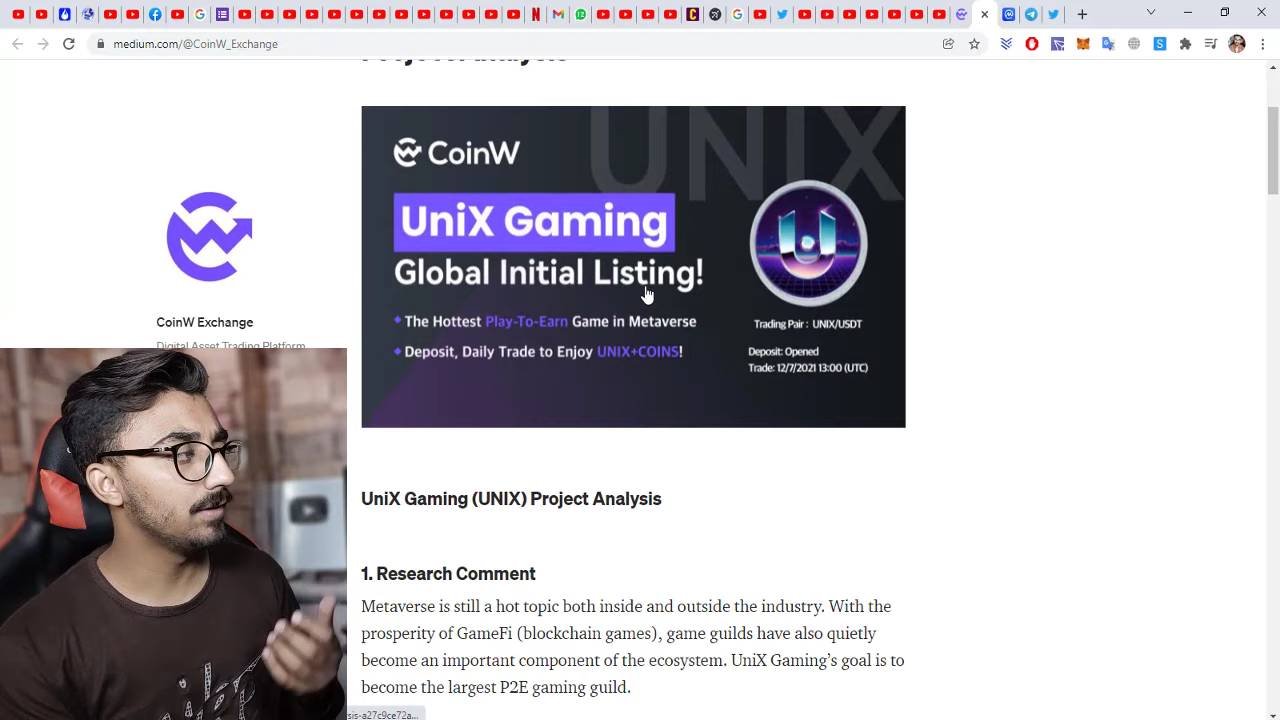 medium.com/@CoinW_Exchange
UNIX
CoinW
UniX Gaming
Global Initial Listing!
The Hottest Play-To-Earn Game in Metaverse
Deposit, Daily Trade to Enjoy UNIX+COINS!
Trading Pair : UNIX/USDT
Deposit: Opened
Trade: 12/7/2021 13:00 (UTC)
CoinW Exchange
Digital Asset Trading Platform
UniX Gaming (UNIX) Project Analysis
1. Research Comment
Metaverse is still a hot topic both inside and outside the industry. With the
prosperity of GameFi (blockchain games), game guilds have also quietly
become an important component of the ecosystem. UniX Gaming’s goal is to
become the largest P2E gaming guild.
sis-a27c9ce72a...